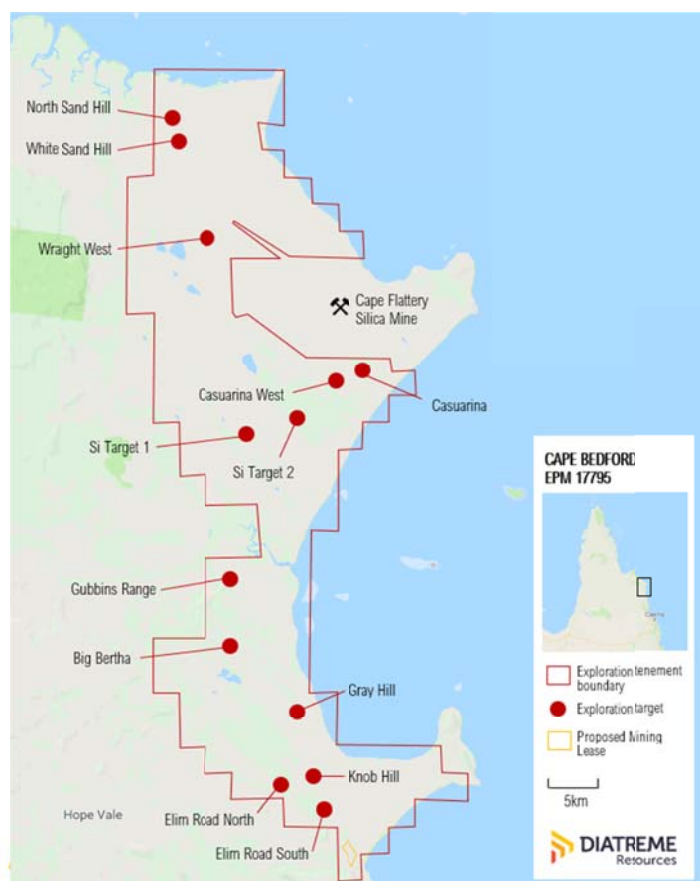 North Sand Hill
White Sand Hill
Wraight West
Cape Flattery
Silica Mine
Casuarina West
Casuarina
Si Target 1
Si Target 2
Gubbins Range
Big Bertha
Gray Hill
Knob Hill
Elim Road North
Elim Road South
Hope Vale
CAPE BEDFORD
EPM 17795
Cairns
Exploration tenement
boundary
Exploration target
Proposed Mining
Lease
5km
DIATREME
Resources